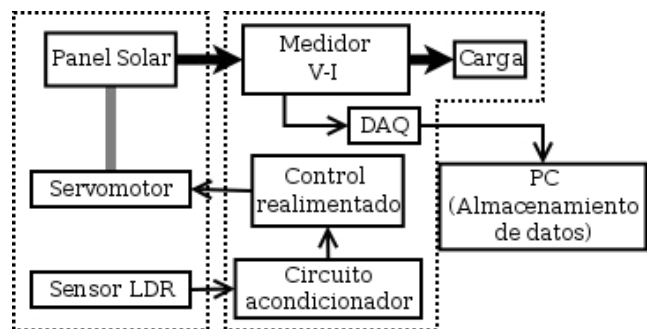 Panel Solar
Medidor
V-I
Carga
DAQ
Servomotor
Control
realimentado
PC
(Almacenamiento
de datos)
Sensor LDR
Circuito
acondicionador